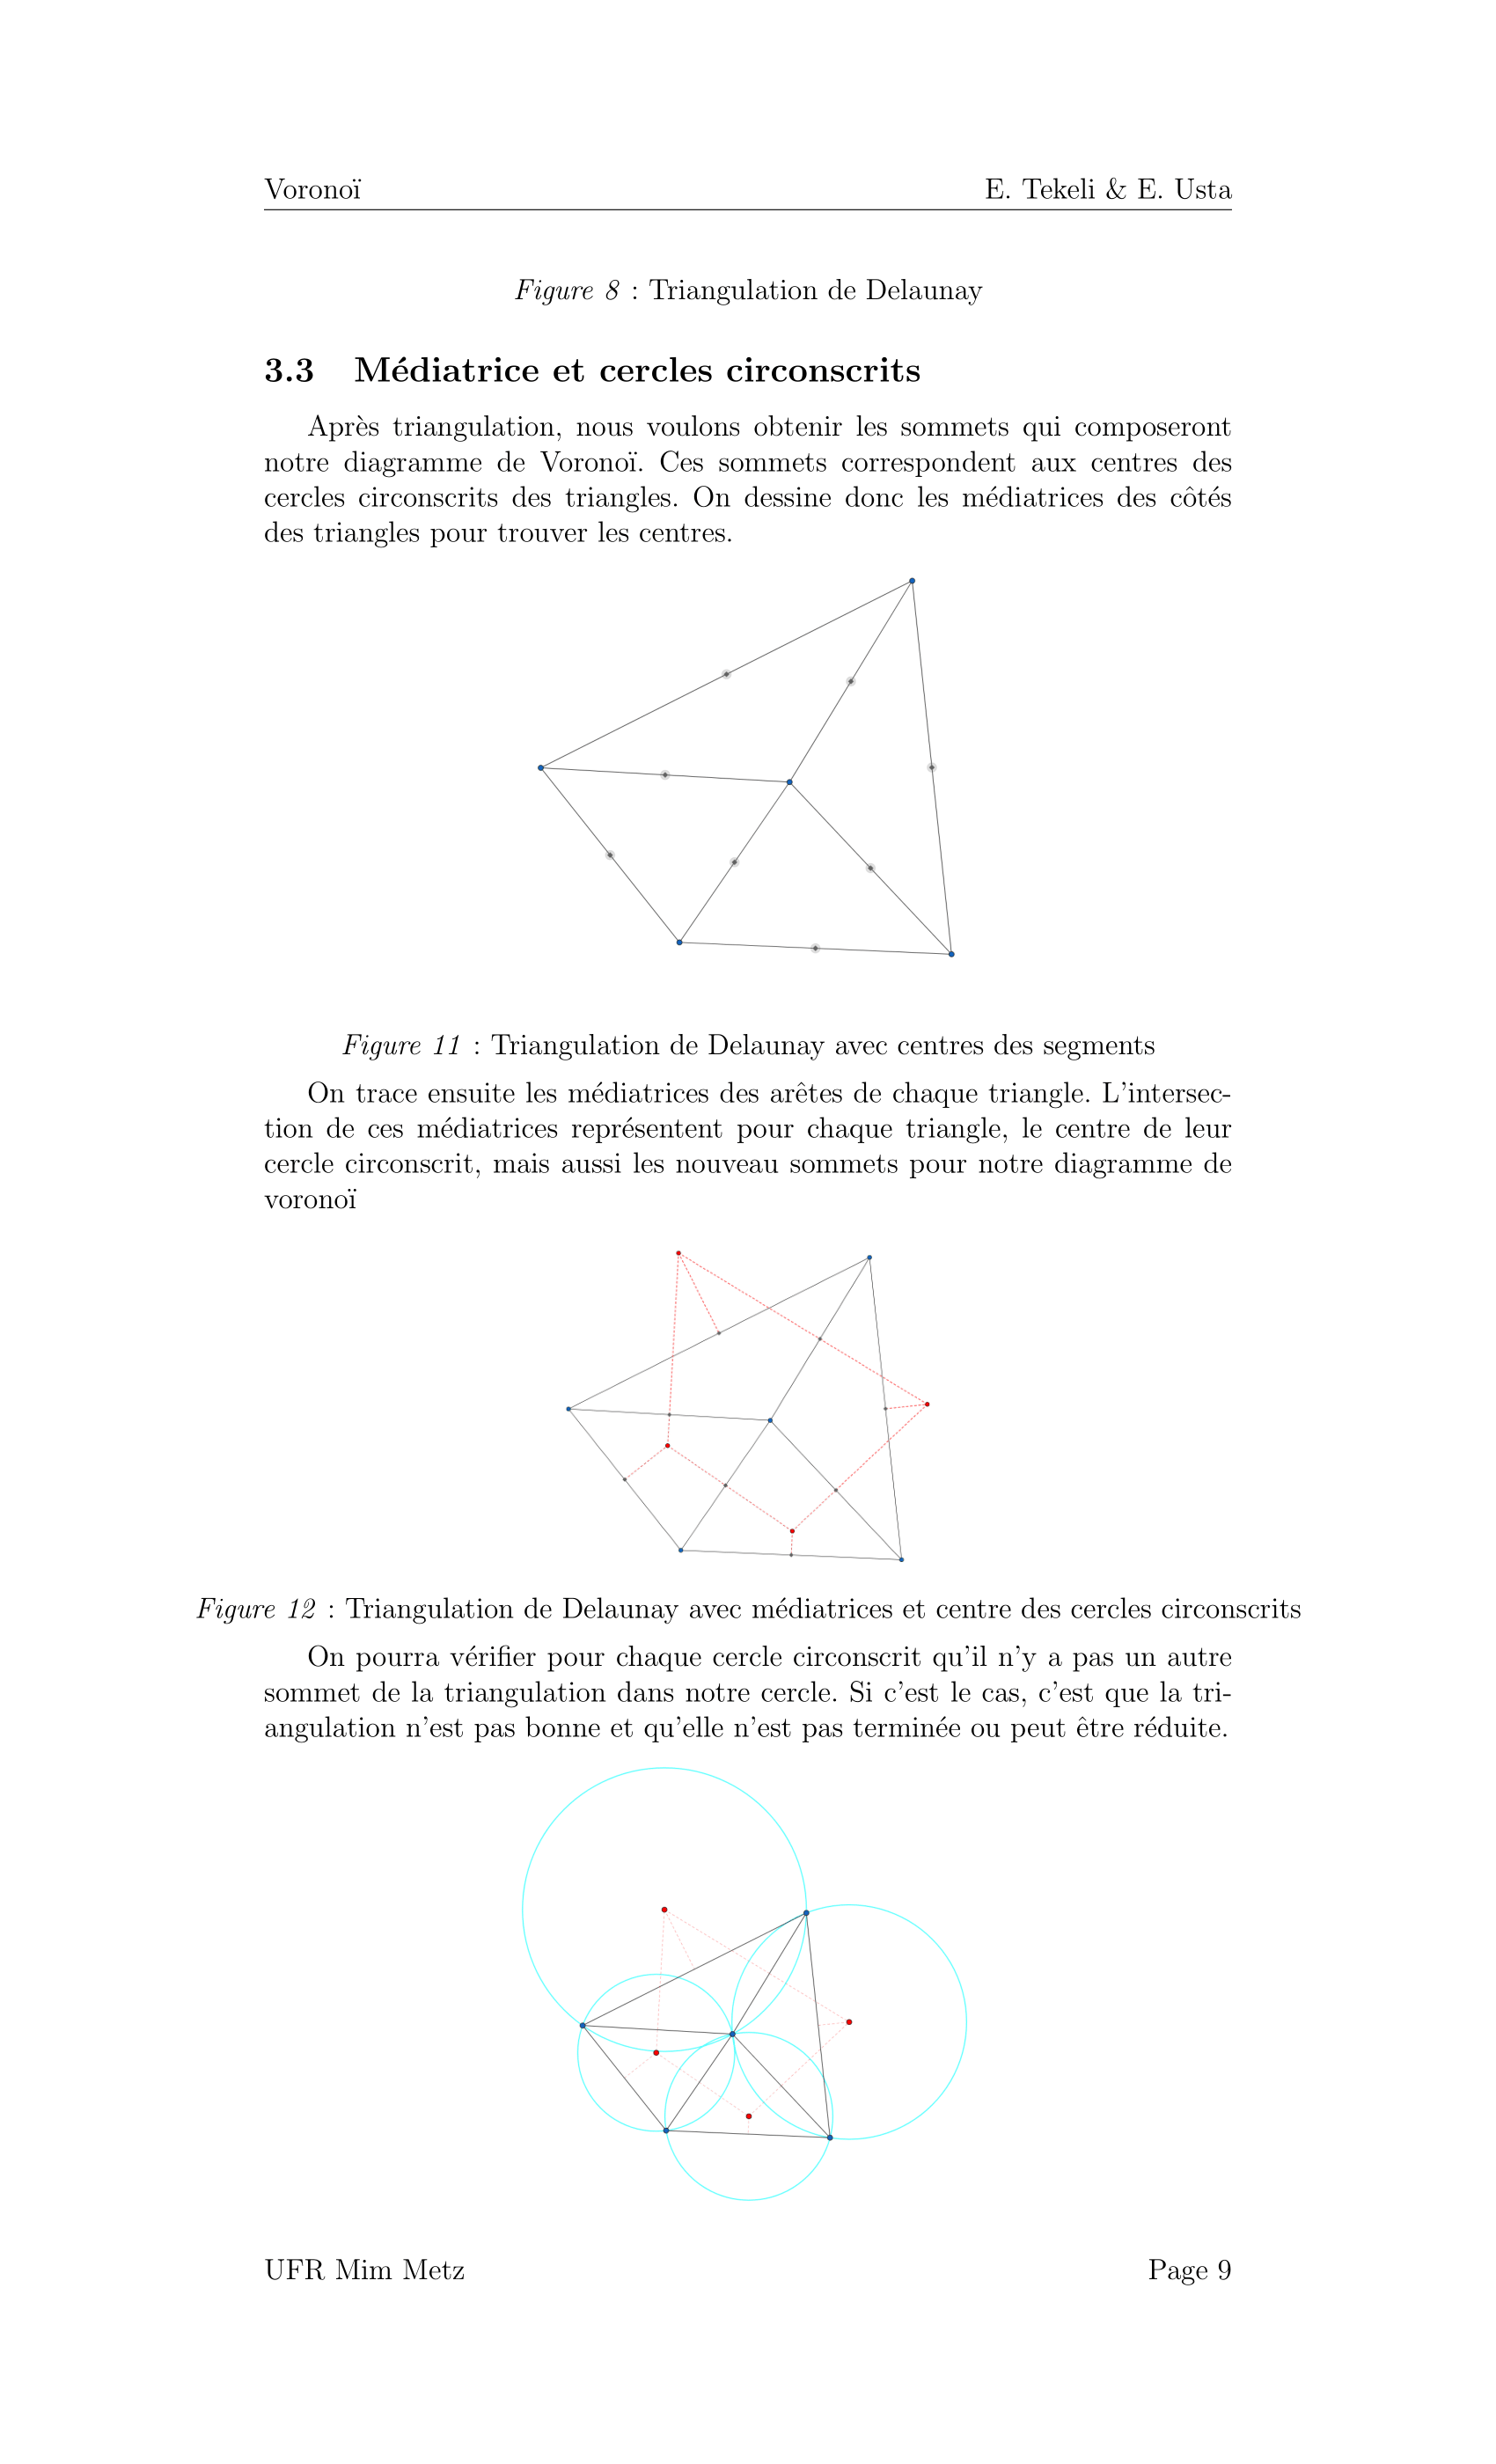 Voronoï
E. Tekeli & E. Usta
Figure 8 : Triangulation de Delaunay
3.3 Médiatrice et cercles circonscrits
Après triangulation, nous voulons obtenir les sommets qui composeront
notre diagramme de Voronoï. Ces sommets correspondent aux centres des
cercles circonscrits des triangles. On dessine donc les médiatrices des côtés
des triangles pour trouver les centres.
Figure 11 : Triangulation de Delaunay avec centres des segments
On trace ensuite les médiatrices des arêtes de chaque triangle. L'intersec-
tion de ces médiatrices représentent pour chaque triangle, le centre de leur
cercle circonscrit, mais aussi les nouveau sommets pour notre diagramme de
voronoï
Figure 12 : Triangulation de Delaunay avec médiatrices et centre des cercles circonscrits
On pourra vérifier pour chaque cercle circonscrit qu'il n'y a pas un autre
sommet de la triangulation dans notre cercle. Si c'est le cas, c'est que la tri-
angulation n'est pas bonne et qu'elle n'est pas terminée ou peut être réduite.
UFR Mim Metz
Page 9